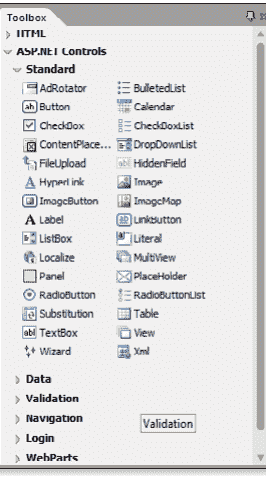 Toolbox
HTML
ASP.NET Controls
Standard
AdRotator BulletedList
Button Calendar
CheckBox CheckBoxList
ContentPlace... DropDownList
FileUpload HiddenField
HyperLink Image
ImageButton ImageMap
Label LinkButton
ListBox Literal
Localize MultiView
Panel PlaceHolder
RadioButton RadioButtonList
Substitution Table
TextBox View
Wizard Xml
Data
Validation
Navigation
Validation
Login
WebParts